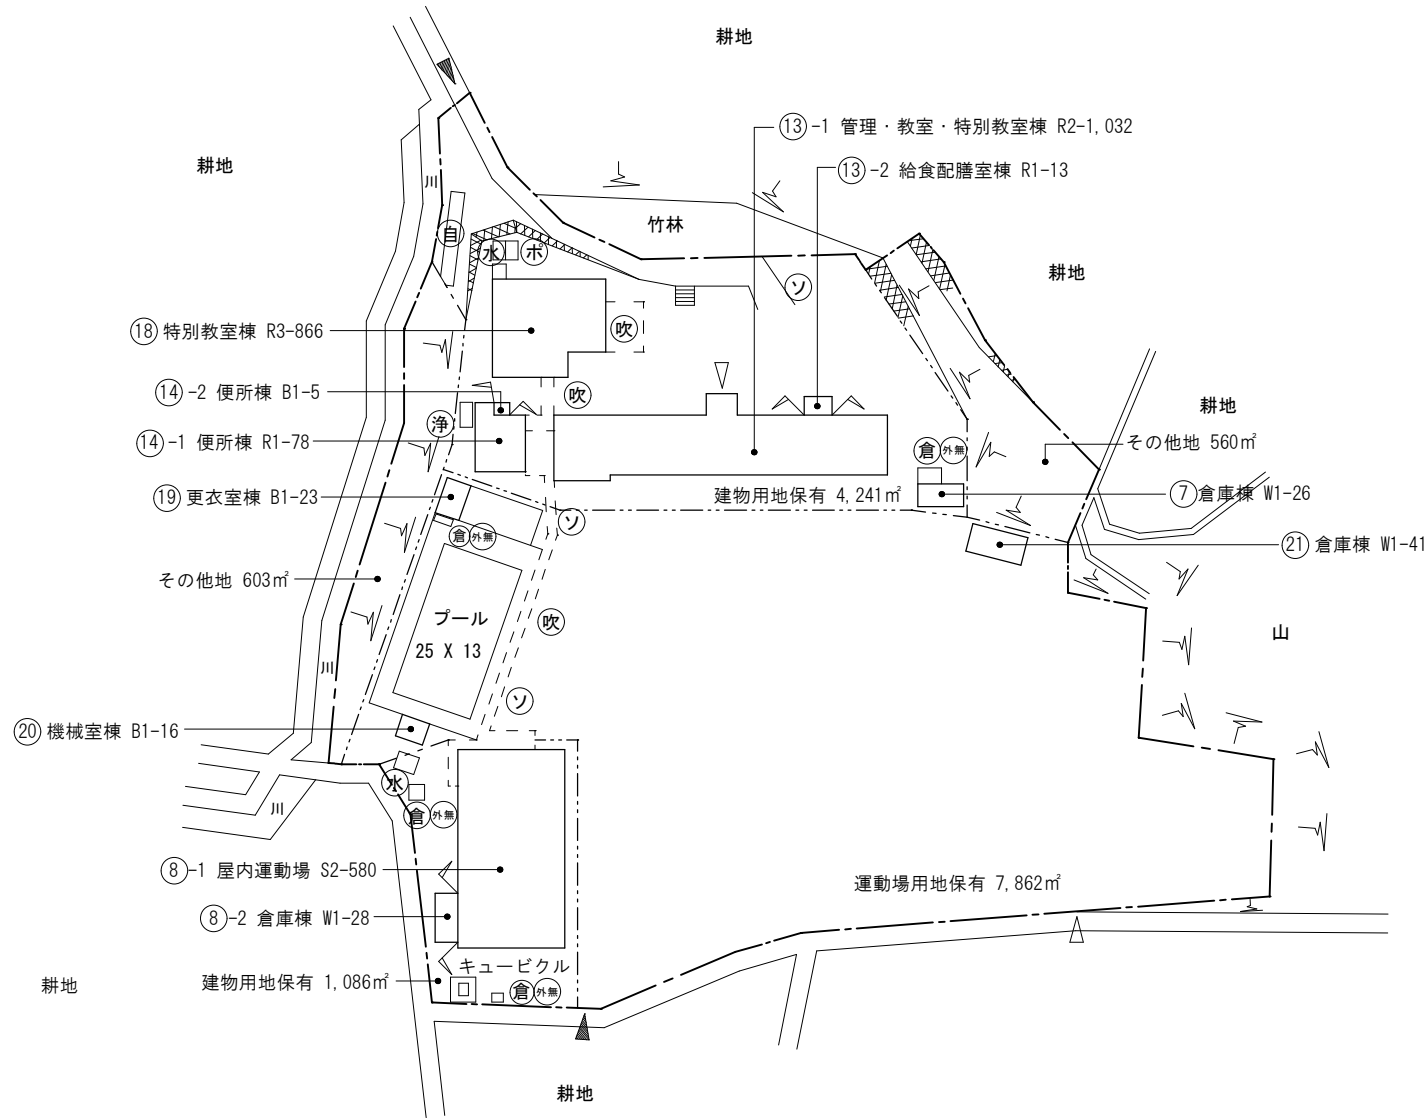 耕地
⑬-1 管理・教室・特別教室棟 R2-1,032
耕地
川
⑬-2 給食配膳室棟 R1-13
竹林
自
水
ポ
耕地
ソ
⑱ 特別教室棟 R3-866
吹
⑭-2 便所棟 B1-5
吹
耕地
浄
⑭-1 便所棟 R1-78
その他地 560㎡
倉
外無
⑲ 更衣室棟 B1-23
建物用地保有 4,241㎡
⑦ 倉庫棟 W1-26
ソ
倉
外無
㉑ 倉庫棟 W1-41
その他地 603㎡
プール
25 X 13
吹
山
川
ソ
⑳ 機械室棟 B1-16
水
川
倉
外無
⑧-1 屋内運動場 S2-580
運動場用地保有 7,862㎡
⑧-2 倉庫棟 W1-28
キュービクル
建物用地保有 1,086㎡
倉
外無
耕地
耕地